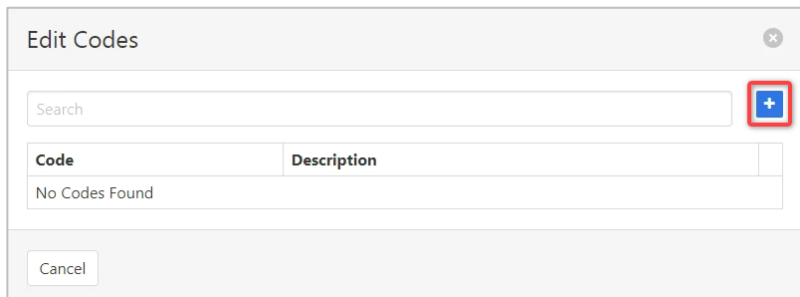 Edit Codes
Search
Code Description
No Codes Found
Cancel